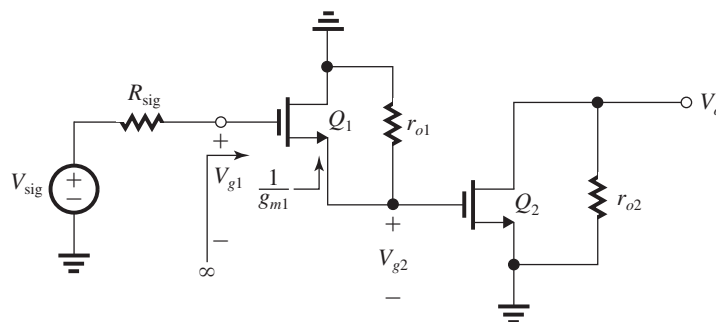 R_sig
Q_1
r_o1
V_o
V_sig
+
−
+
V_g1
−
∞
1/g_m1
+
V_g2
−
Q_2
r_o2